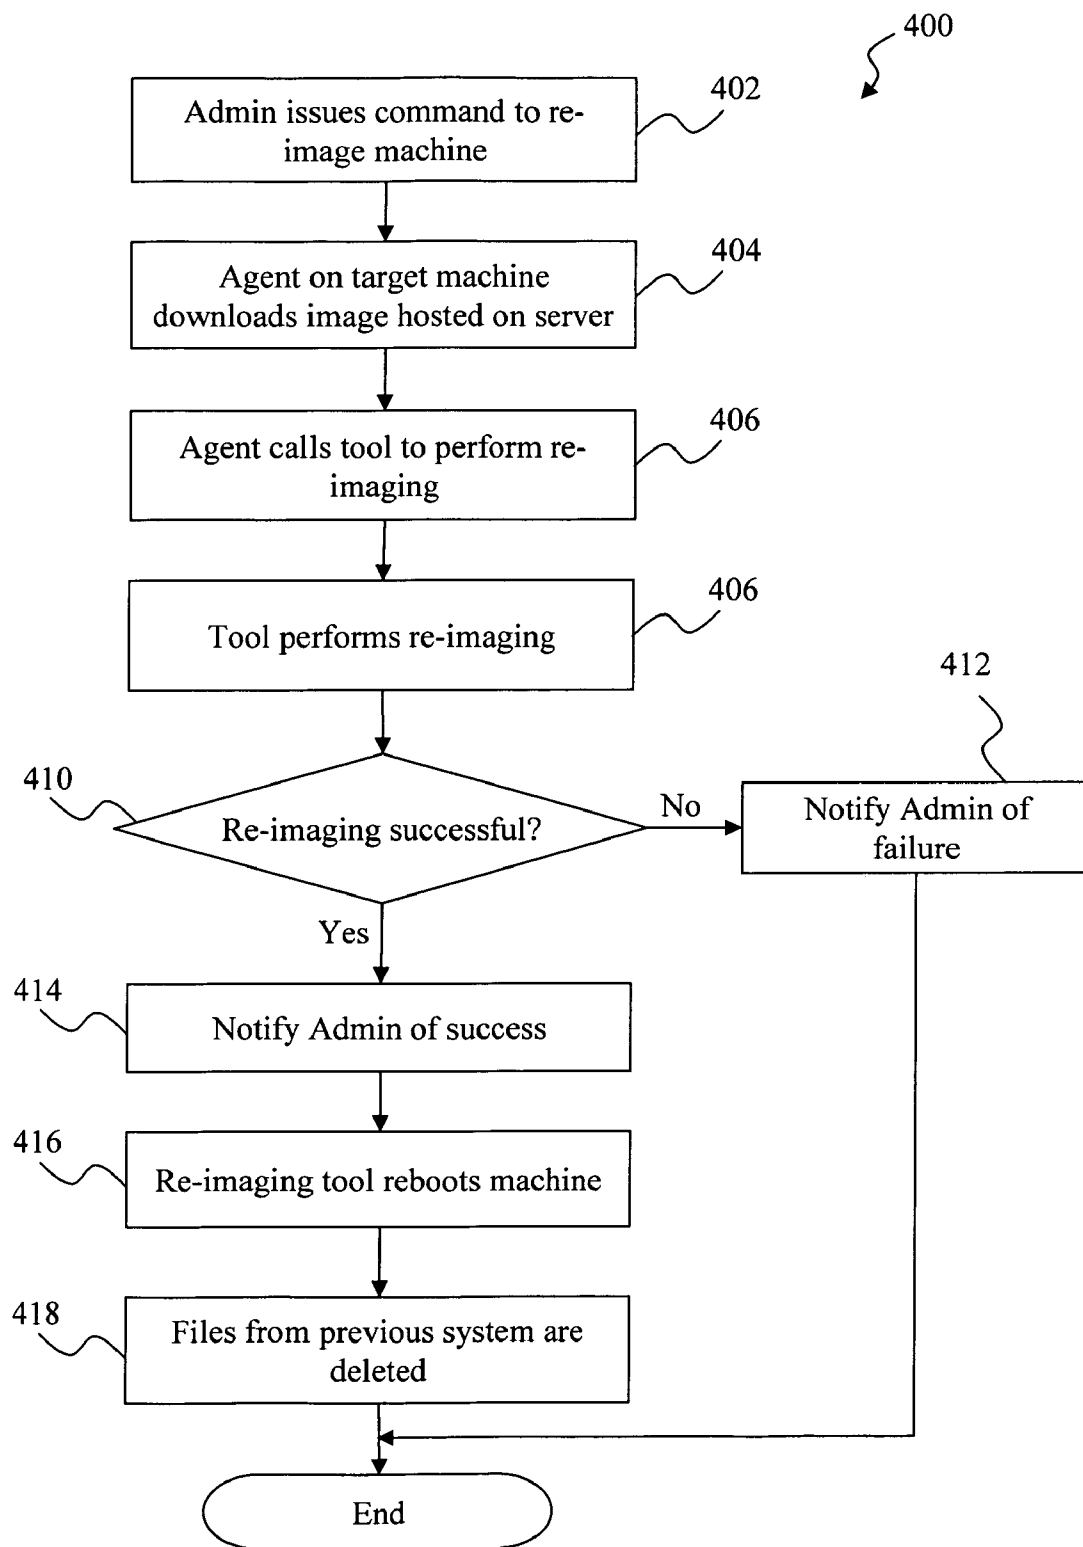 400
402
Admin issues command to re-
image machine
404
Agent on target machine
downloads image hosted on server
406
Agent calls tool to perform re-
imaging
406
Tool performs re-imaging
412
410
Re-imaging successful?
No
Notify Admin of
failure
Yes
414
Notify Admin of success
416
Re-imaging tool reboots machine
418
Files from previous system are
deleted
End